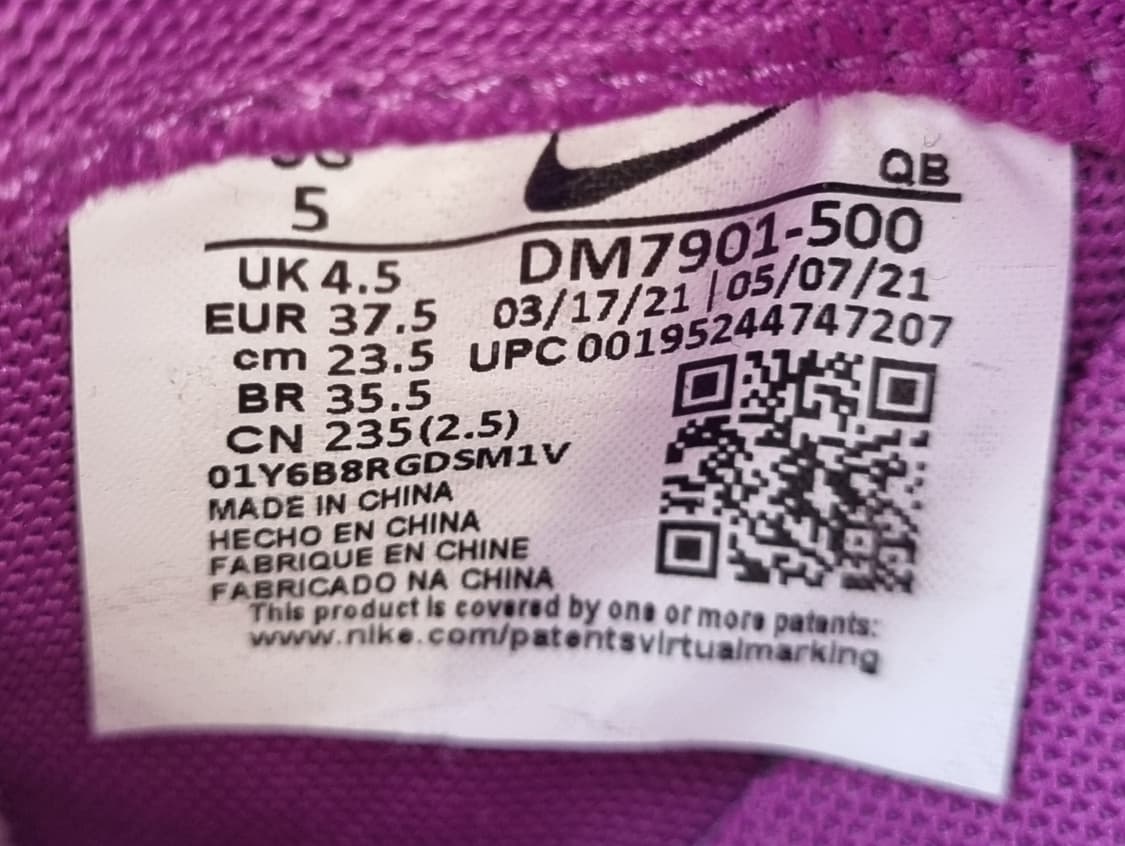 QB
5
DM7901-500
UK 4.5
03/17/21 | 05/07/21
EUR 37.5
UPC 00195244747207
cm 23.5
BR 35.5
CN 235(2.5)
01Y6B8RGDSM1V
MADE IN CHINA
HECHO EN CHINA
FABRIQUE EN CHINE
FABRICADO NA CHINA
This product is covered by one or more patents:
www.nike.com/patentsvirtualmarking